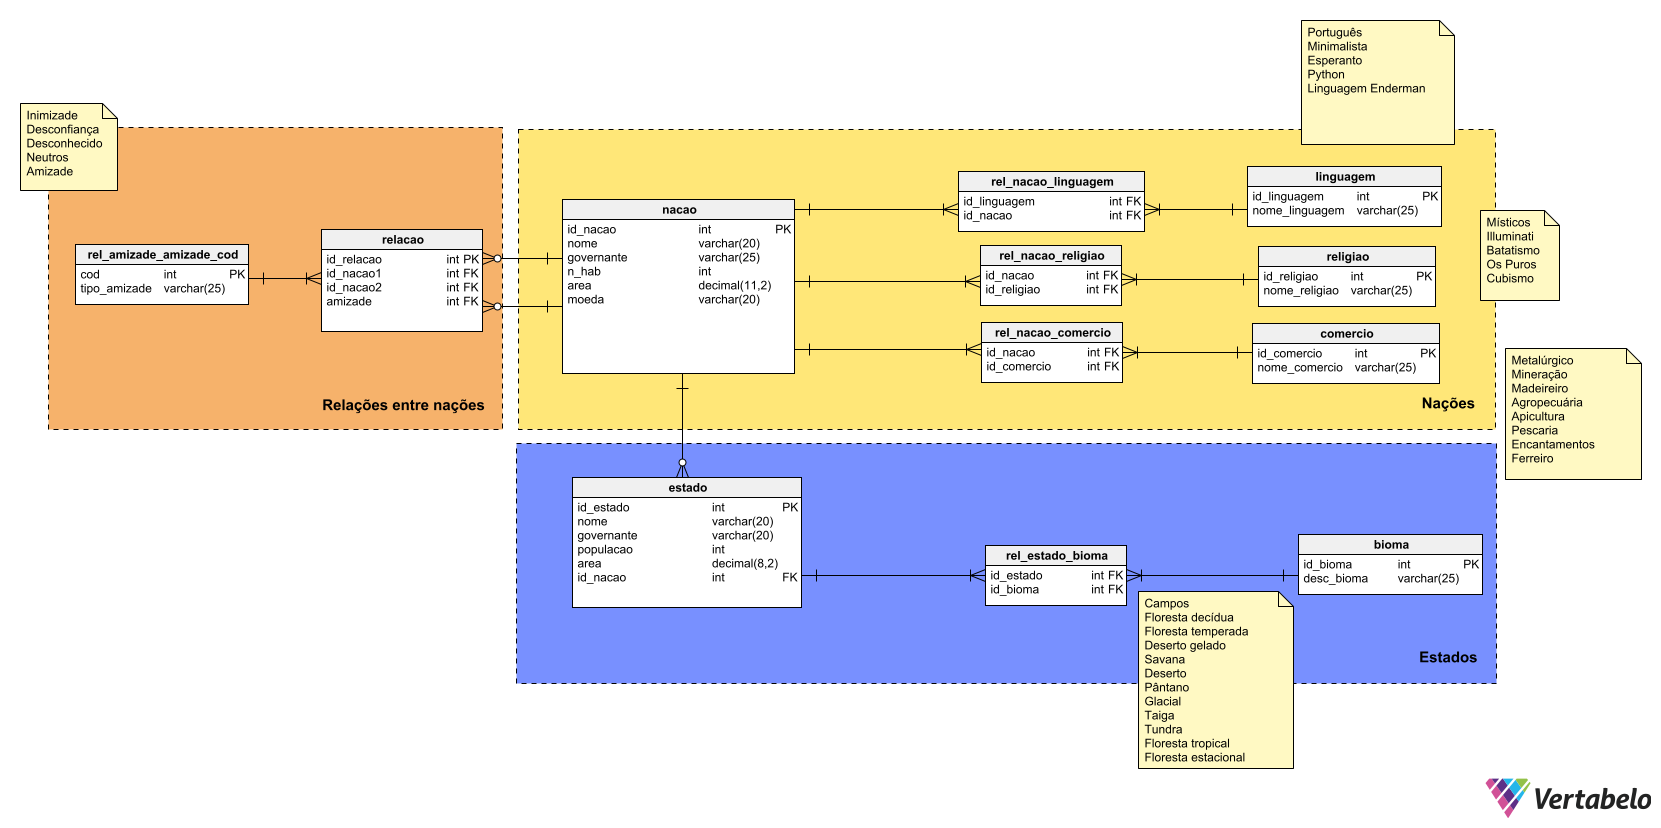 Português
Minimalista
Esperanto
Python
Linguagem Enderman
Inimizade
Desconfiança
Desconhecido
Neutros
Amizade
rel_amizade_amizade_cod
cod int PK
tipo_amizade varchar(25)
relacao
id_relacao int PK
id_nacao1 int FK
id_nacao2 int FK
amizade int FK
Relações entre nações
nacao
id_nacao int PK
nome varchar(20)
governante varchar(25)
n_hab int
area decimal(11,2)
moeda varchar(20)
rel_nacao_linguagem
id_linguagem int FK
id_nacao int FK
linguagem
id_linguagem int PK
nome_linguagem varchar(25)
rel_nacao_religiao
id_nacao int FK
id_religiao int FK
religiao
id_religiao int PK
nome_religiao varchar(25)
rel_nacao_comercio
id_nacao int FK
id_comercio int FK
comercio
id_comercio int PK
nome_comercio varchar(25)
Nações
Místicos
Illuminati
Batatismo
Os Puros
Cubismo
Metalúrgico
Mineração
Madeireiro
Agropecuária
Apicultura
Pescaria
Encantamentos
Ferreiro
estado
id_estado int PK
nome varchar(20)
governante varchar(20)
populacao int
area decimal(8,2)
id_nacao int FK
rel_estado_bioma
id_estado int FK
id_bioma int FK
bioma
id_bioma int PK
desc_bioma varchar(25)
Campos
Floresta decídua
Floresta temperada
Deserto gelado
Savana
Deserto
Pântano
Glacial
Taiga
Tundra
Floresta tropical
Floresta estacional
Estados
Vertabelo